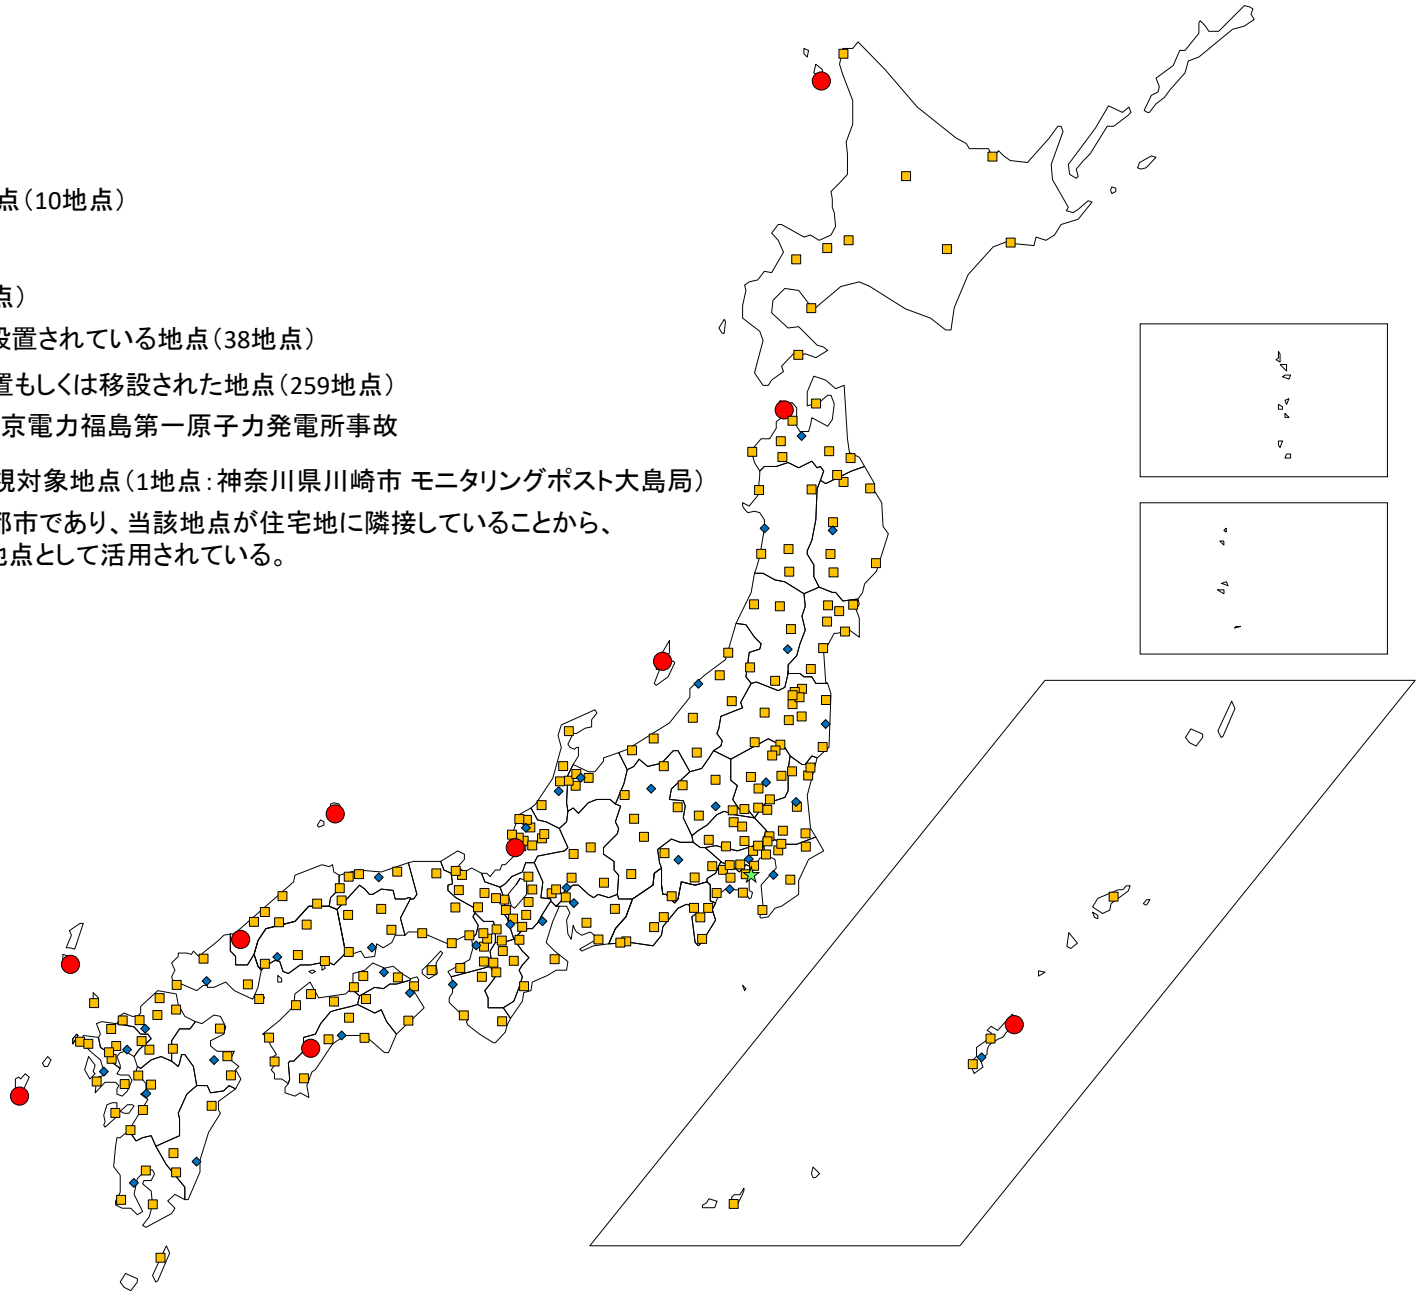 点（10地点）
点）
設置されている地点（38地点）
置もしくは移設された地点（259地点）
京電力福島第一原子力発電所事故
視対象地点（1地点：神奈川県川崎市 モニタリングポスト大島局）
都市であり、当該地点が住宅地に隣接していることから、
地点として活用されている。